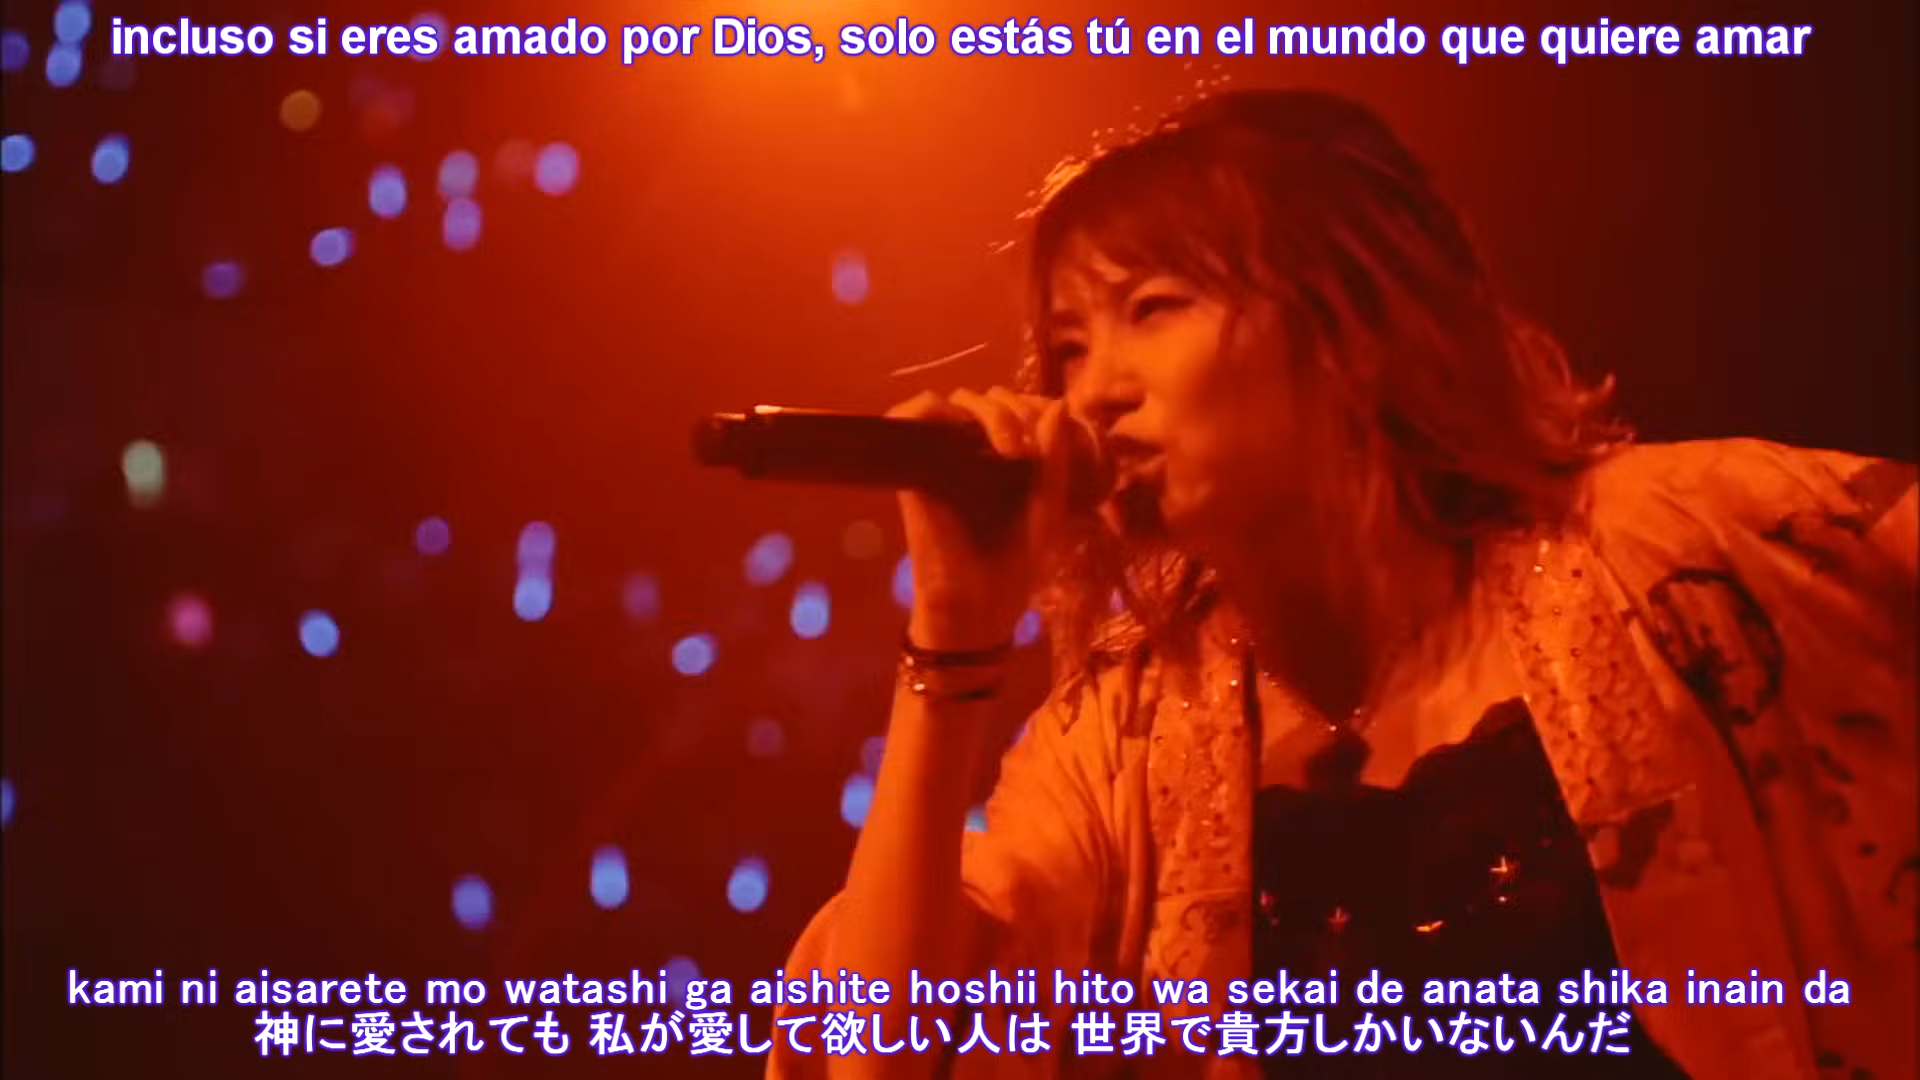 incluso si eres amado por Dios, solo estás tú en el mundo que quiere amar
kami ni aisarete mo watashi ga aishite hoshii hito wa sekai de anata shika inain da
神に愛されても 私が愛して欲しい人は 世界で貴方しかいないんだ